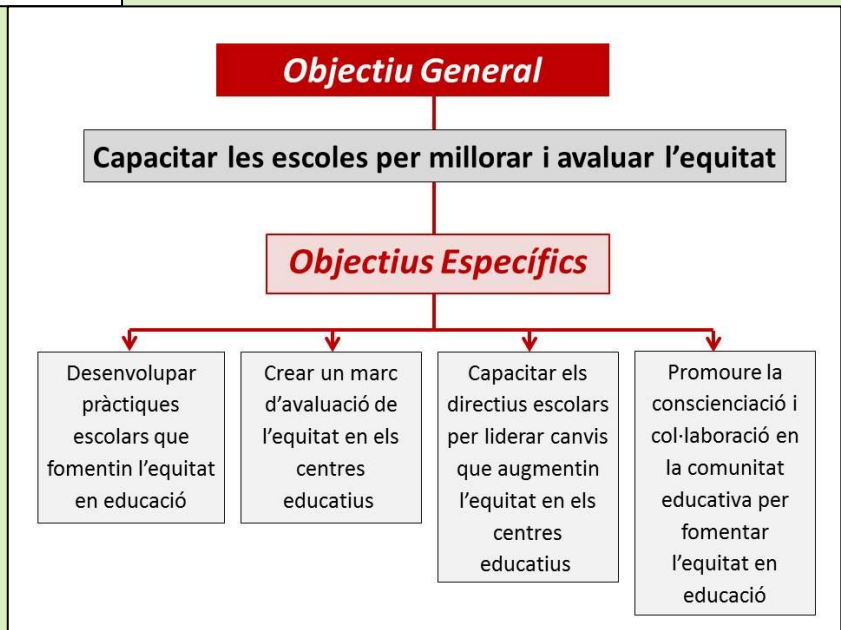 Objectiu General
Capacitar les escoles per millorar i avaluar l’equitat
Objectius Específics
Desenvolupar
pràctiques
escolars que
fomentin l’equitat
en educació
Crear un marc
d’avaluació de
l’equitat en els
centres
educatius
Capacitar els
directius escolars
per liderar canvis
que augmentin
l’equitat en els
centres
educatius
Promoure la
conscienciació i
col·laboració en
la comunitat
educativa per
fomentar
l’equitat en
educació